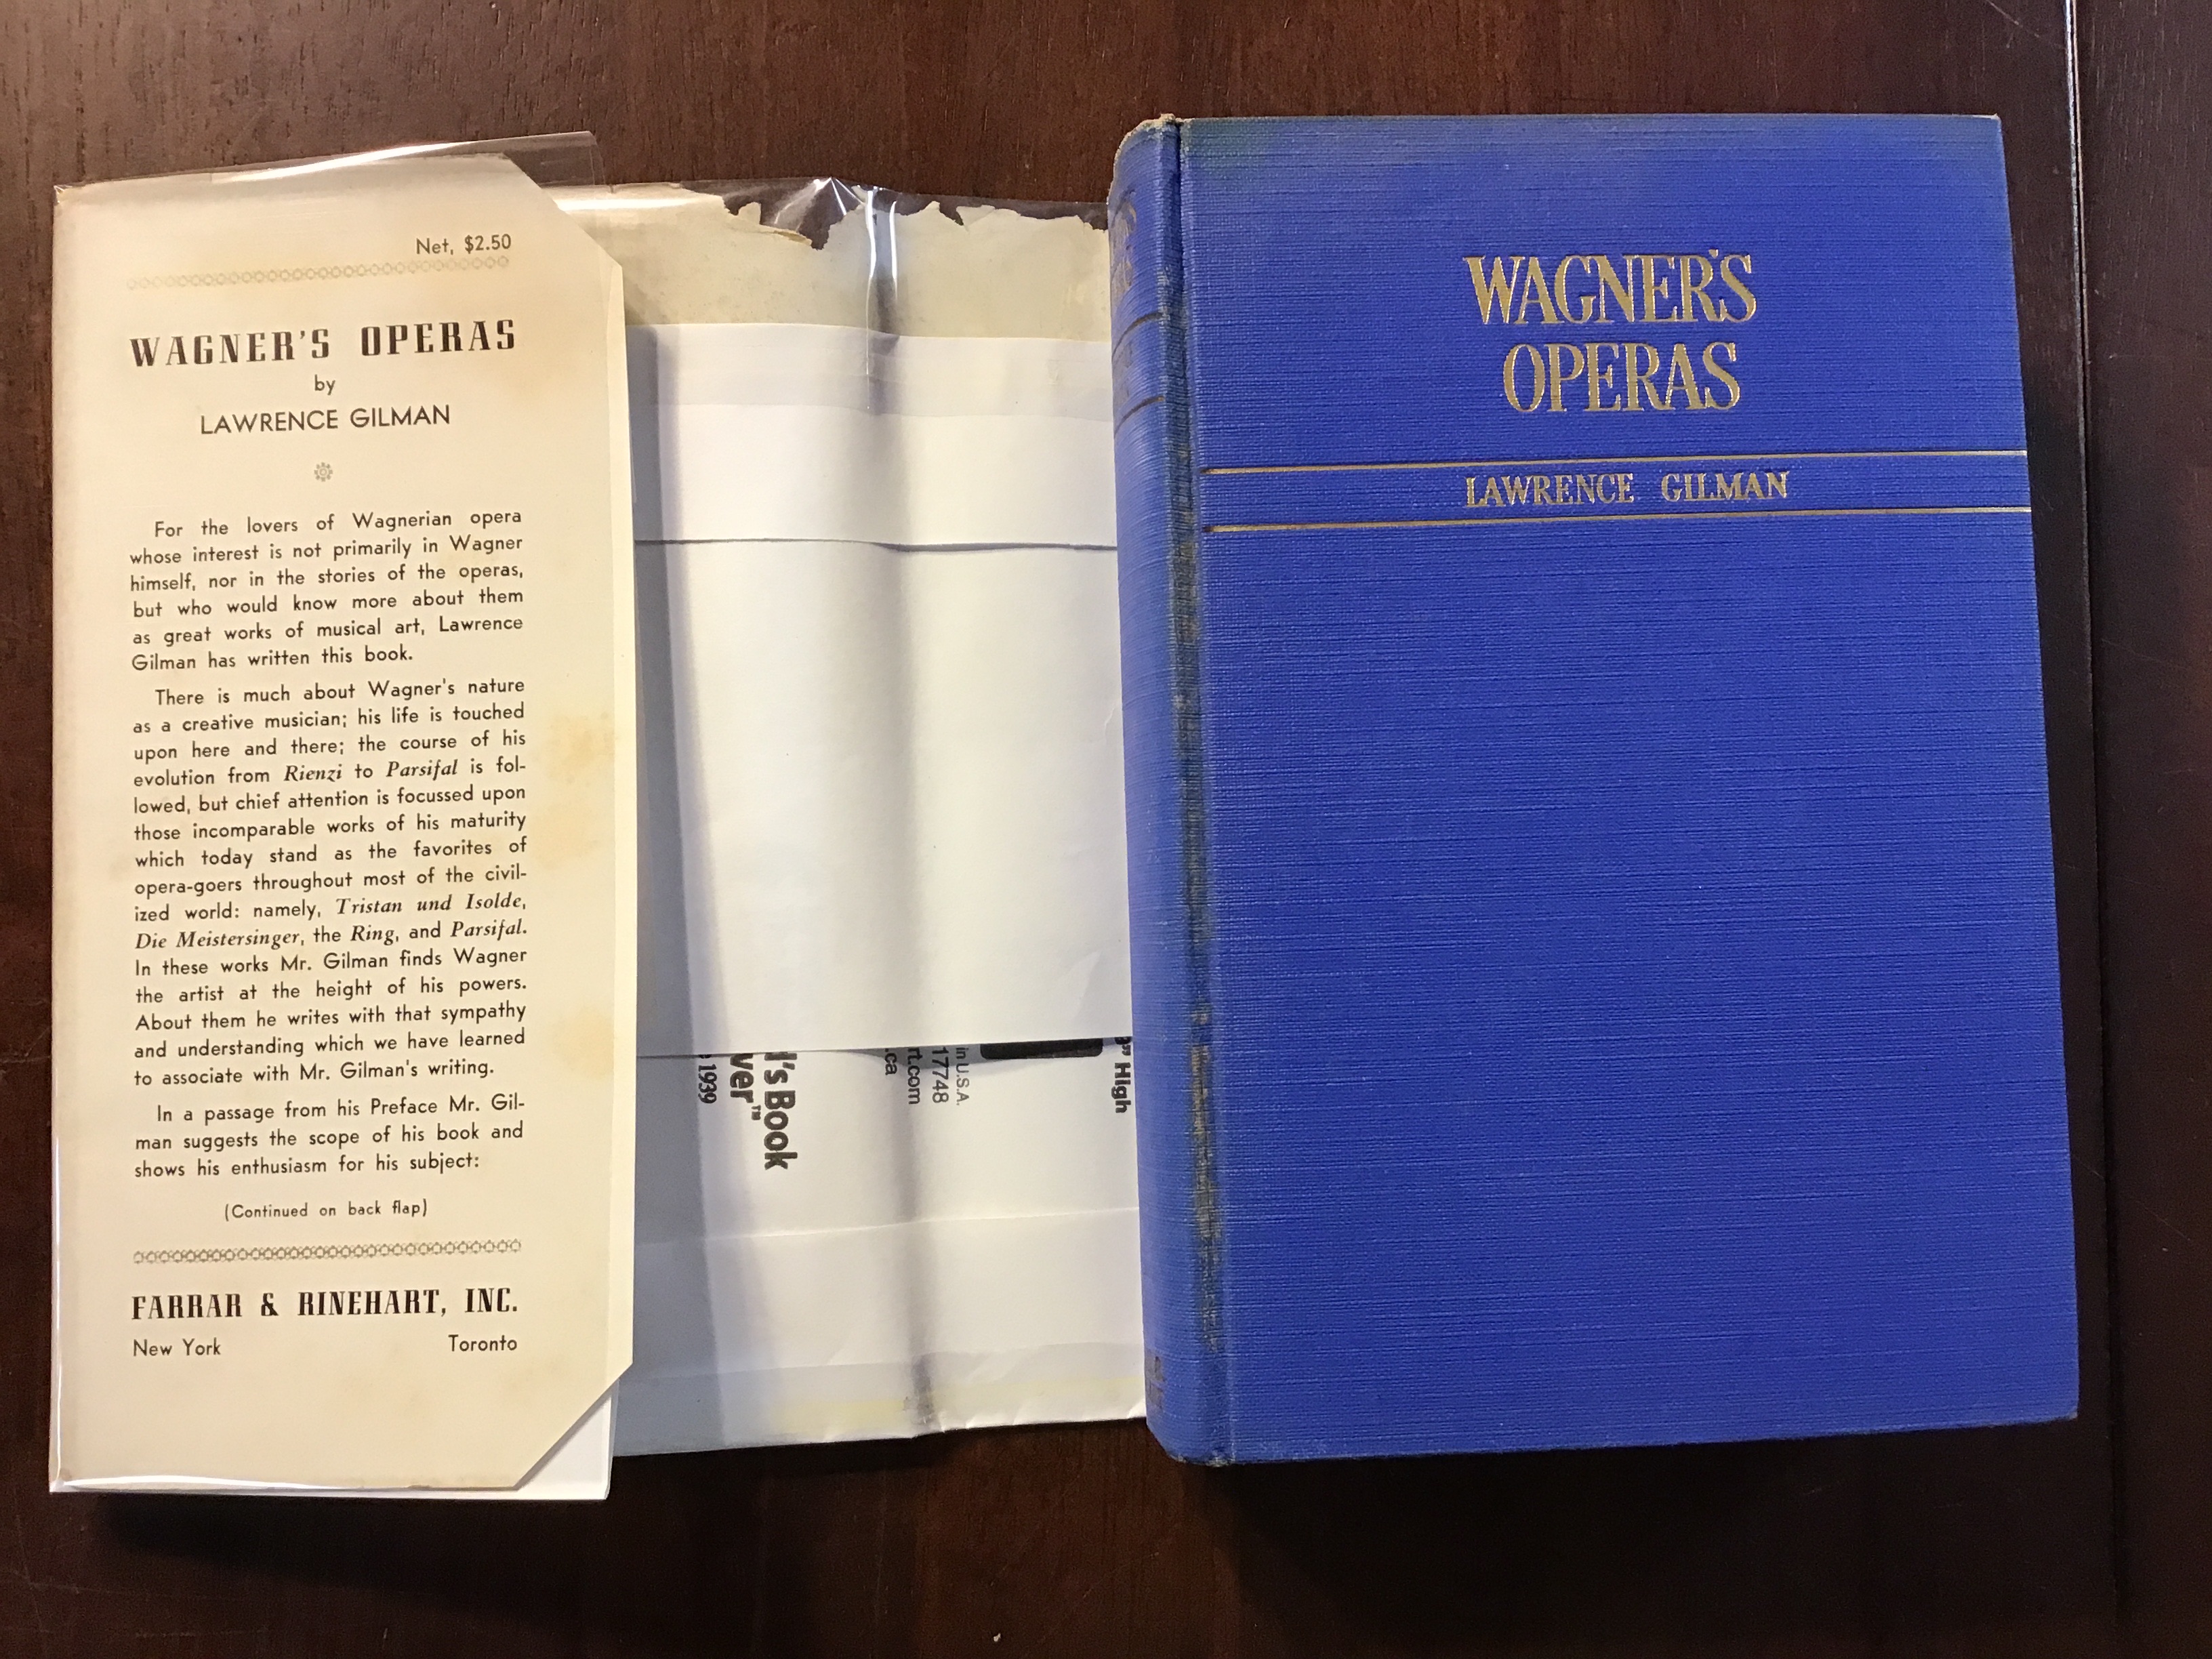 Net, $2.50
WAGNER'S OPERAS
by
LAWRENCE GILMAN
For the lovers of Wagnerian opera
whose interest is not primarily in Wagner
himself, nor in the stories of the operas,
but who would know more about them
as great works of musical art, Lawrence
Gilman has written this book.
There is much about Wagner's nature
as a creative musician; his life is touched
upon here and there; the course of his
evolution from Rienzi to Parsifal is fol-
lowed, but chief attention is focussed upon
those incomparable works of his maturity
which today stand as the favorites of
opera-goers throughout most of the civil-
ized world: namely, Tristan und Isolde,
Die Meistersinger, the Ring, and Parsifal.
In these works Mr. Gilman finds Wagner
the artist at the height of his powers.
About them he writes with that sympathy
and understanding which we have learned
to associate with Mr. Gilman's writing.
In a passage from his Preface Mr. Gil-
man suggests the scope of his book and
shows his enthusiasm for his subject:
(Continued on back flap)
FARRAR & RINEHART, INC.
New York Toronto
" High
in U.S.A.
17748
rt.com
.ca
's Book
ver™
1939
WAGNER'S
OPERAS
LAWRENCE GILMAN